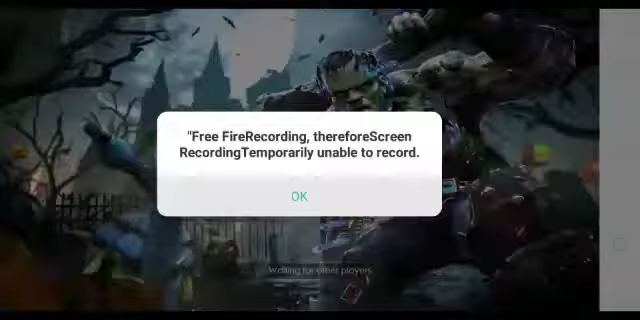 "Free FireRecording, thereforeScreen
RecordingTemporarily unable to record.
OK
Waiting for other players